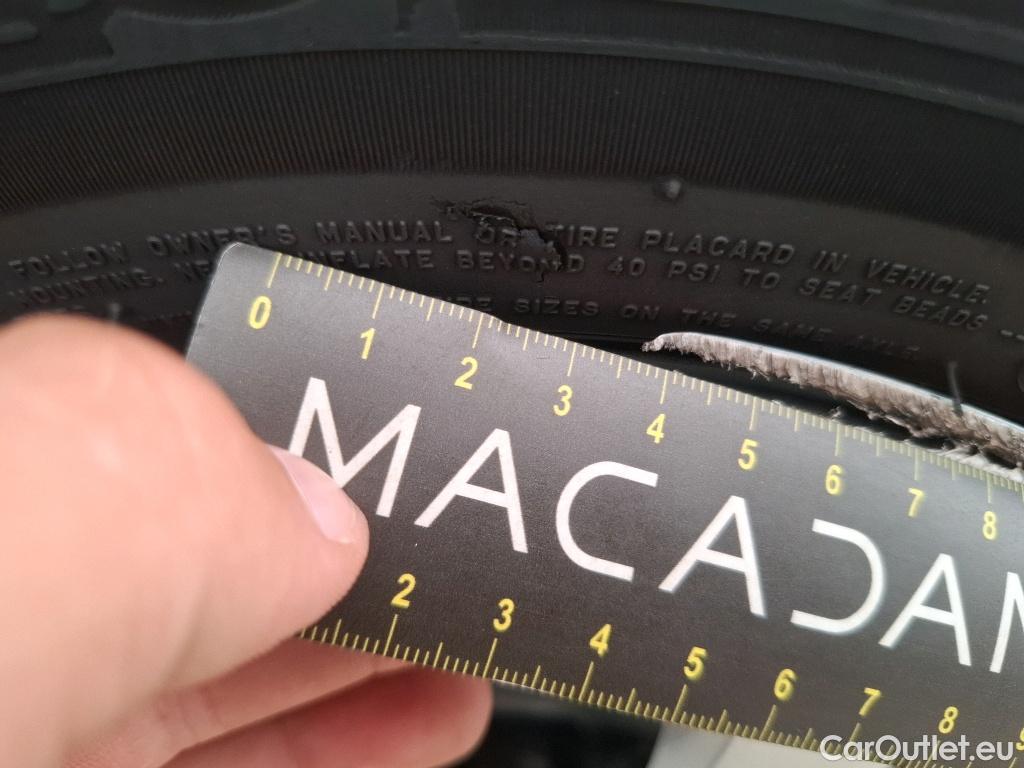 FOLLOW OWNER'S MANUAL OR TIRE PLACARD IN VEHICLE.
MOUNTING. INFLATE BEYOND 40 PSI TO SEAT BEADS --
SIZES ON THE SAME AXLE
0 1 2 3 4 5 6 7 8
MACADAM
2 3 4 5 6 7 8 9
CarOutlet.eu